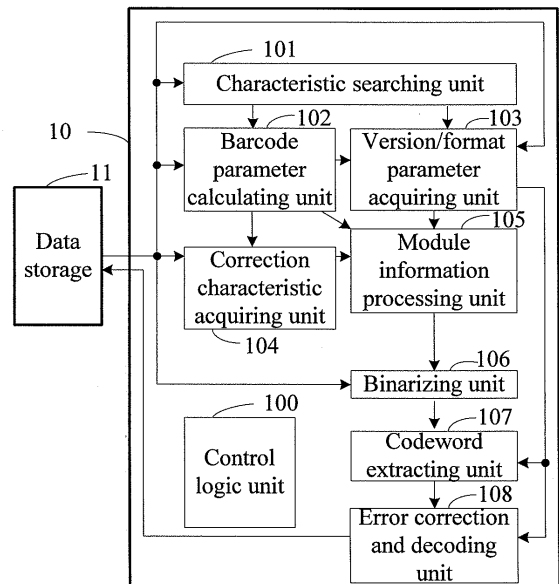 101
Characteristic searching unit
10
102
103
Barcode
parameter
calculating unit
Version/format
parameter
acquiring unit
11
Data
storage
105
Correction
characteristic
acquiring unit
104
Module
information
processing unit
106
Binarizing unit
100
Control
logic unit
107
Codeword
extracting unit
108
Error correction
and decoding
unit